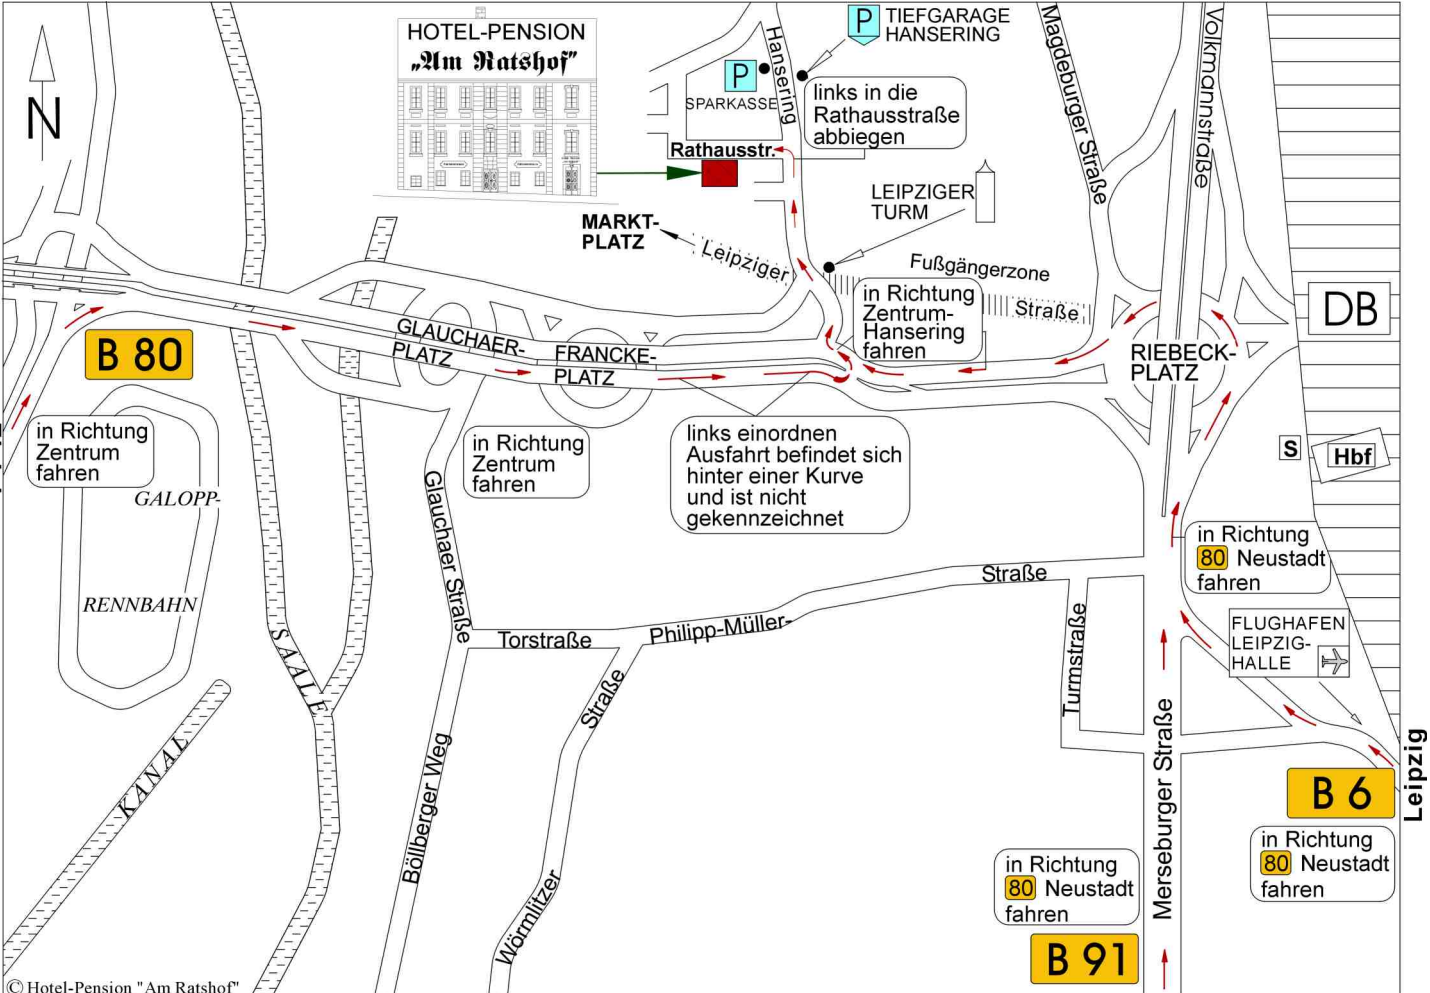 HOTEL-PENSION
„Am Ratshof”
P
TIEFGARAGE
HANSERING
Hansering
P
SPARKASSE
links in die
Rathausstraße
abbiegen
Rathausstr.
Magdeburger Straße
Volkmannstraße
N
MARKT-
PLATZ
LEIPZIGER
TURM
Leipziger
Fußgängerzone
Straße
in Richtung
Zentrum-
Hansering
fahren
DB
B 80
GLAUCHAER-
PLATZ
FRANCKE-
PLATZ
RIEBECK-
PLATZ
in Richtung
Zentrum
fahren
in Richtung
Zentrum
fahren
links einordnen
Ausfahrt befindet sich
hinter einer Kurve
und ist nicht
gekennzeichnet
S
Hbf
GALOPP-
RENNBAHN
Glauchaer Straße
in Richtung
80 Neustadt
fahren
Straße
Philipp-Müller-
Torstraße
Straße
Turmstraße
FLUGHAFEN
LEIPZIG-
HALLE
SAALE
KANAL
Böllberger Weg
Wörmlitzer
Merseburger Straße
Leipzig
B 6
in Richtung
80 Neustadt
fahren
in Richtung
80 Neustadt
fahren
B 91
© Hotel-Pension "Am Ratshof"